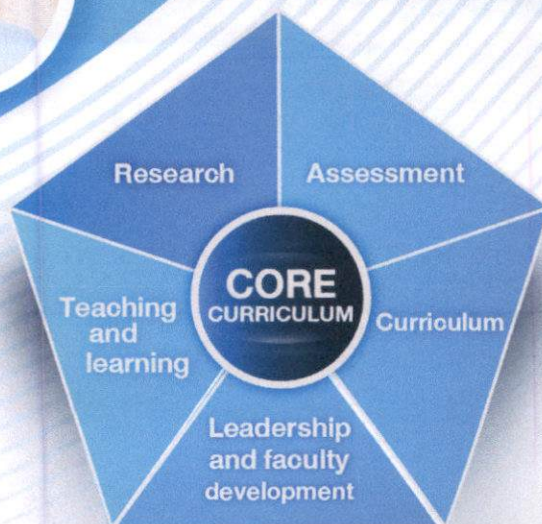 Research
Assessment
CORE
CURRICULUM
Teaching
and
learning
Curriculum
Leadership
and faculty
development